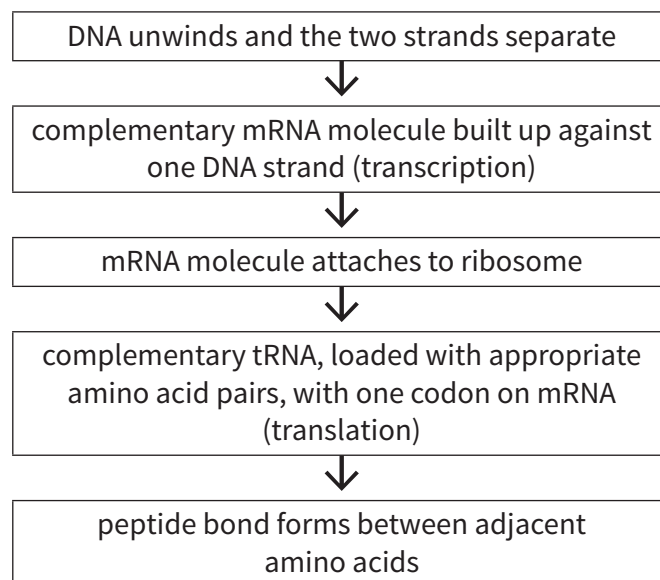 DNA unwinds and the two strands separate
complementary mRNA molecule built up against
one DNA strand (transcription)
mRNA molecule attaches to ribosome
complementary tRNA, loaded with appropriate
amino acid pairs, with one codon on mRNA
(translation)
peptide bond forms between adjacent
amino acids